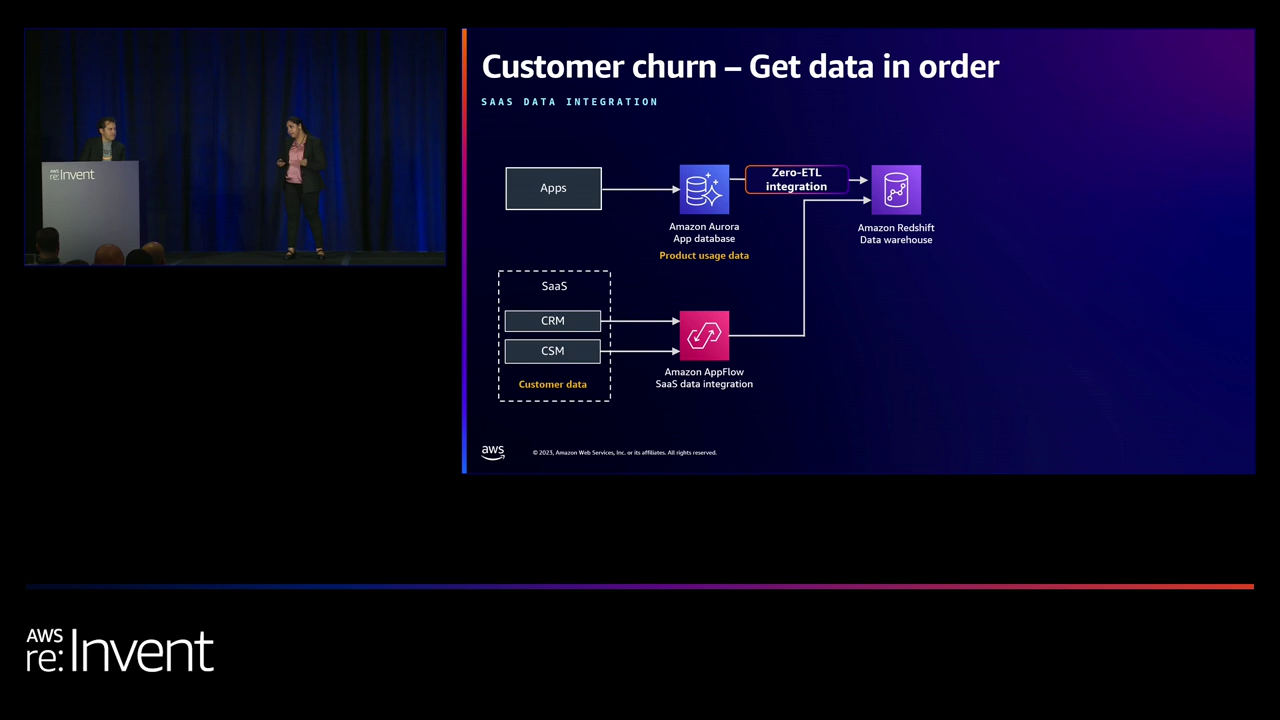 aws
re:Invent
Customer churn – Get data in order
SAAS DATA INTEGRATION
Apps
Zero-ETL
integration
Amazon Aurora
App database
Product usage data
Amazon Redshift
Data warehouse
SaaS
CRM
CSM
Customer data
Amazon AppFlow
SaaS data integration
aws
© 2023, Amazon Web Services, Inc. or its affiliates. All rights reserved.
AWS
re:Invent